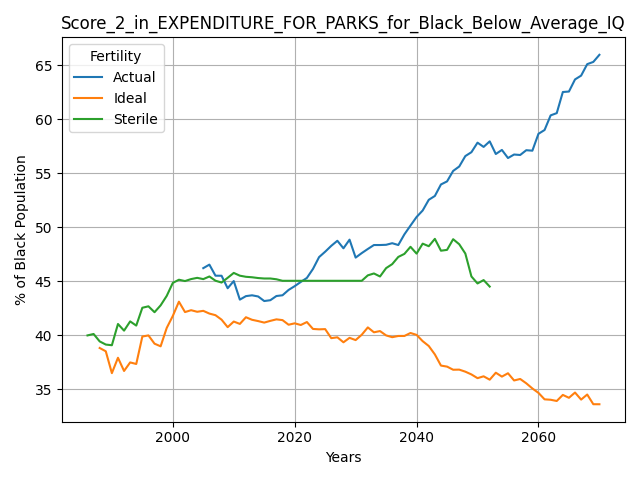 Score_2_in_EXPENDITURE_FOR_PARKS_for_Black_Below_Average_IQ
Fertility
Actual
Ideal
Sterile
% of Black Population
65
60
55
50
45
40
35
2000
2020
2040
2060
Years